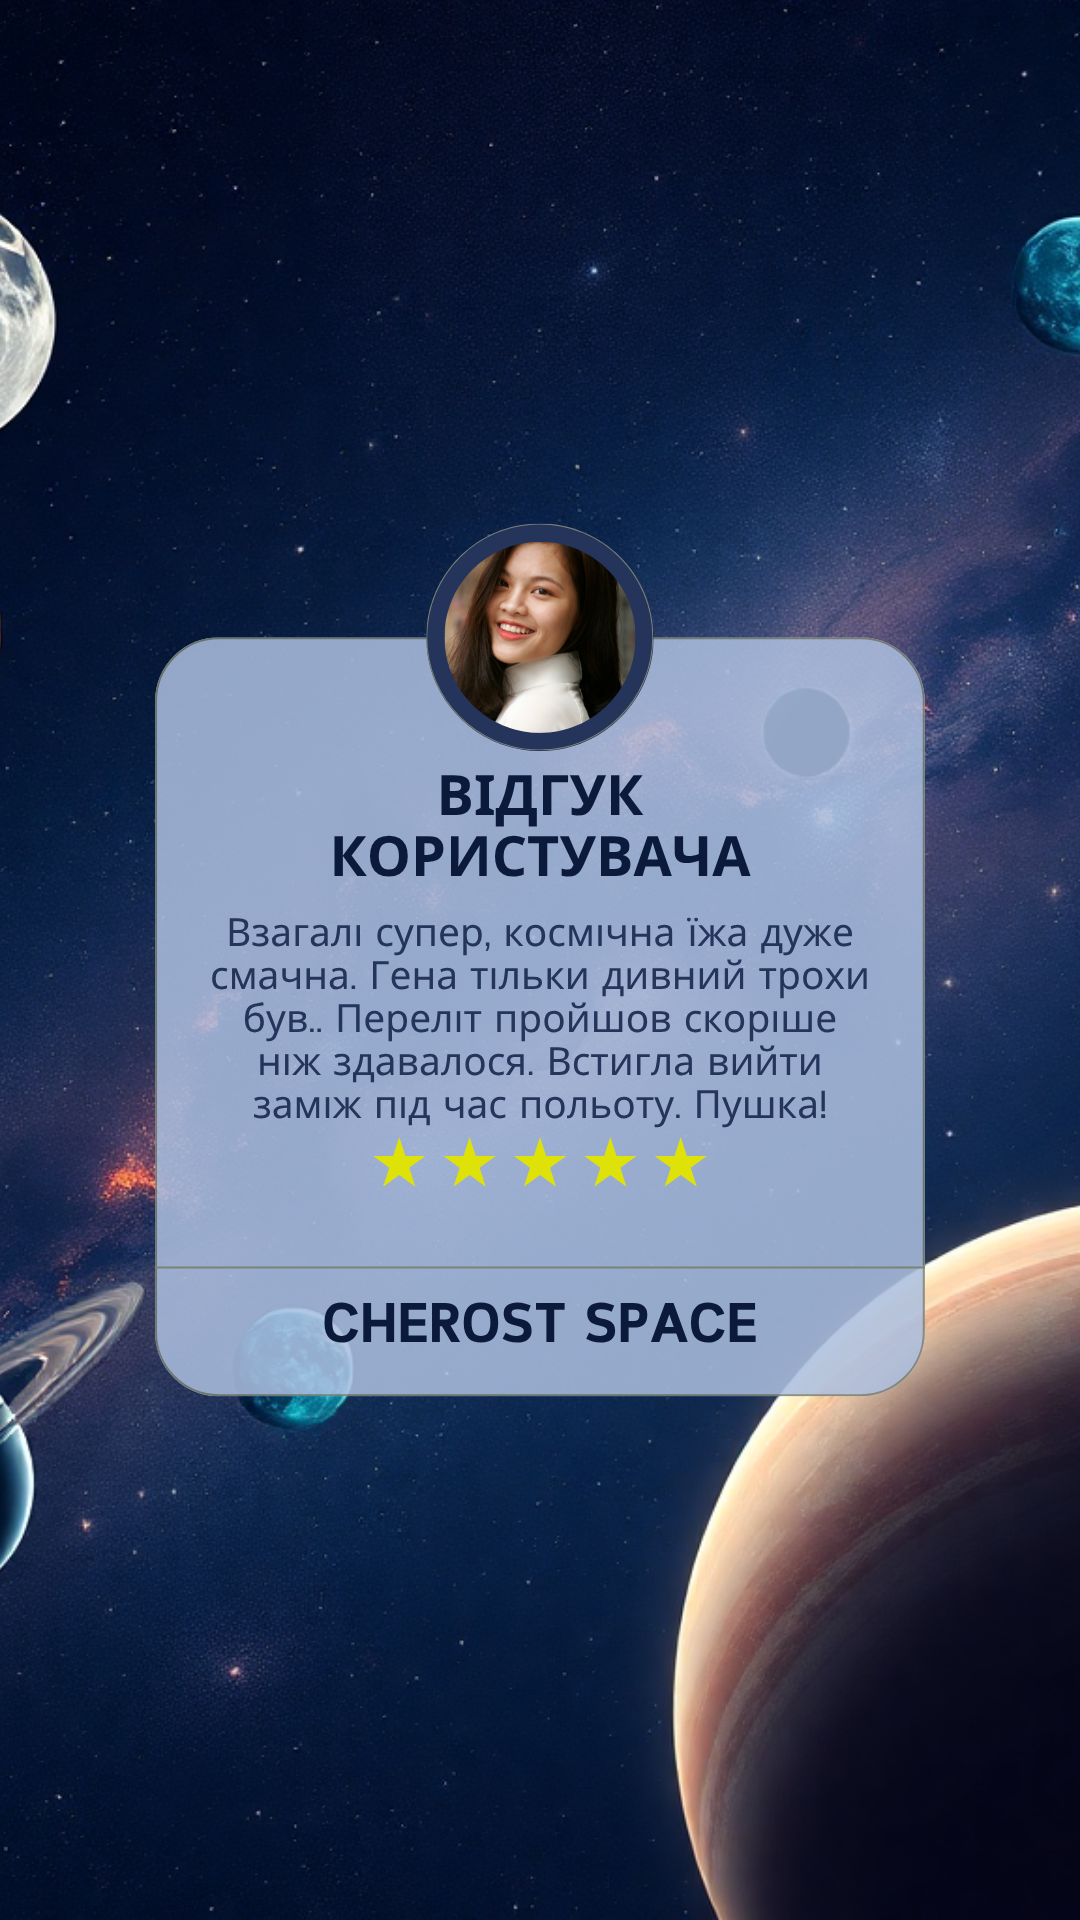 ВІДГУК
КОРИСТУВАЧА
Взагалі супер, космічна їжа дуже
смачна. Гена тільки дивний трохи
був.. Переліт пройшов скоріше
ніж здавалося. Встигла вийти
заміж під час польоту. Пушка!
★ ★ ★ ★ ★
CHEROST SPACE